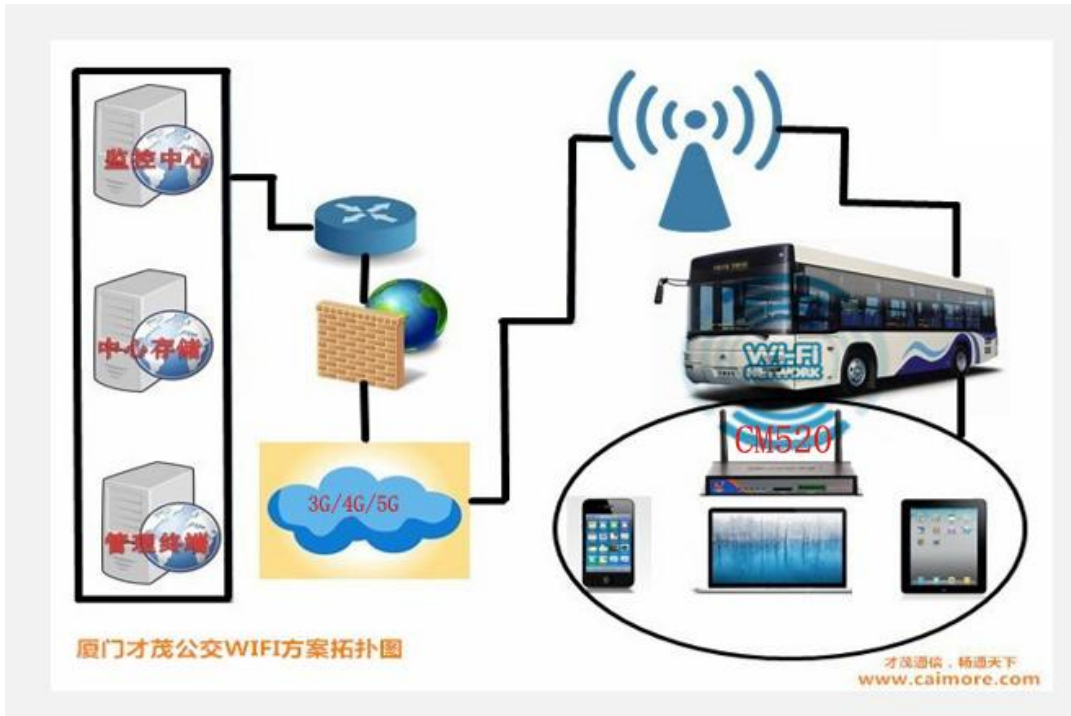 监控中心
中心存储
管理终端
3G/4G/5G
WI-FI
NETWORK
CM520
厦门才茂公交WIFI方案拓扑图
才茂通信，畅通天下
www.caimore.com